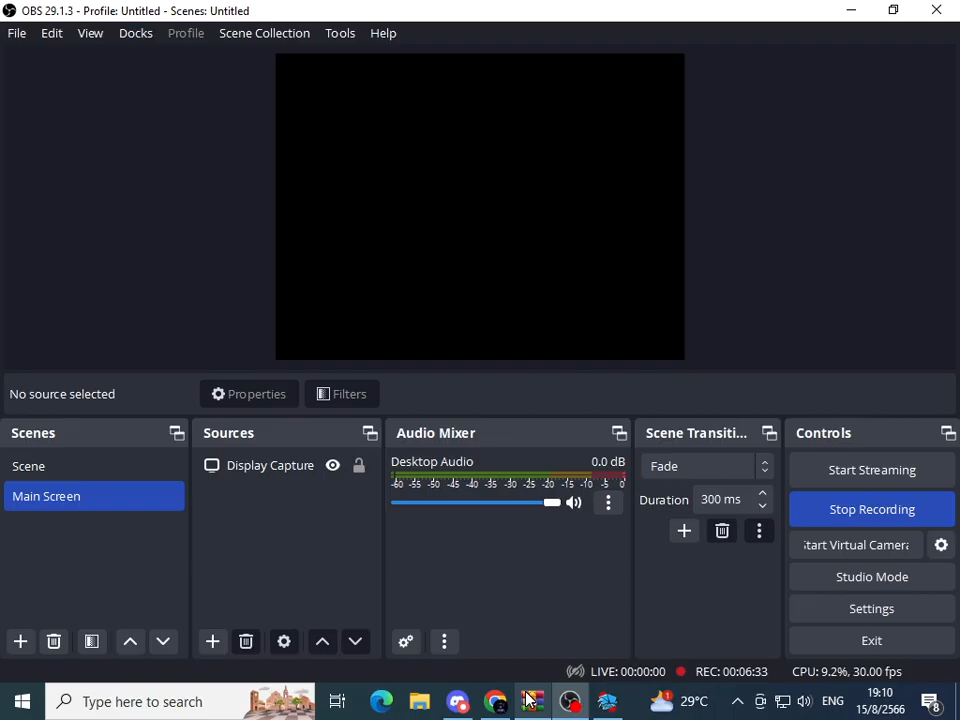 OBS 29.1.3 - Profile: Untitled - Scenes: Untitled
File Edit View Docks Profile Scene Collection Tools Help
No source selected Properties Filters
Scenes
Scene
Main Screen
Sources
Display Capture
Audio Mixer
Desktop Audio 0.0 dB
-60 -55 -50 -45 -40 -35 -30 -25 -20 -15 -10 -5 0
Scene Transiti...
Fade
Duration 300 ms
Controls
Start Streaming
Stop Recording
tart Virtual Camera
Studio Mode
Settings
Exit
LIVE: 00:00:00 REC: 00:06:33 CPU: 9.2%, 30.00 fps
Type here to search
1
29°C
ENG
19:10
15/8/2566
8